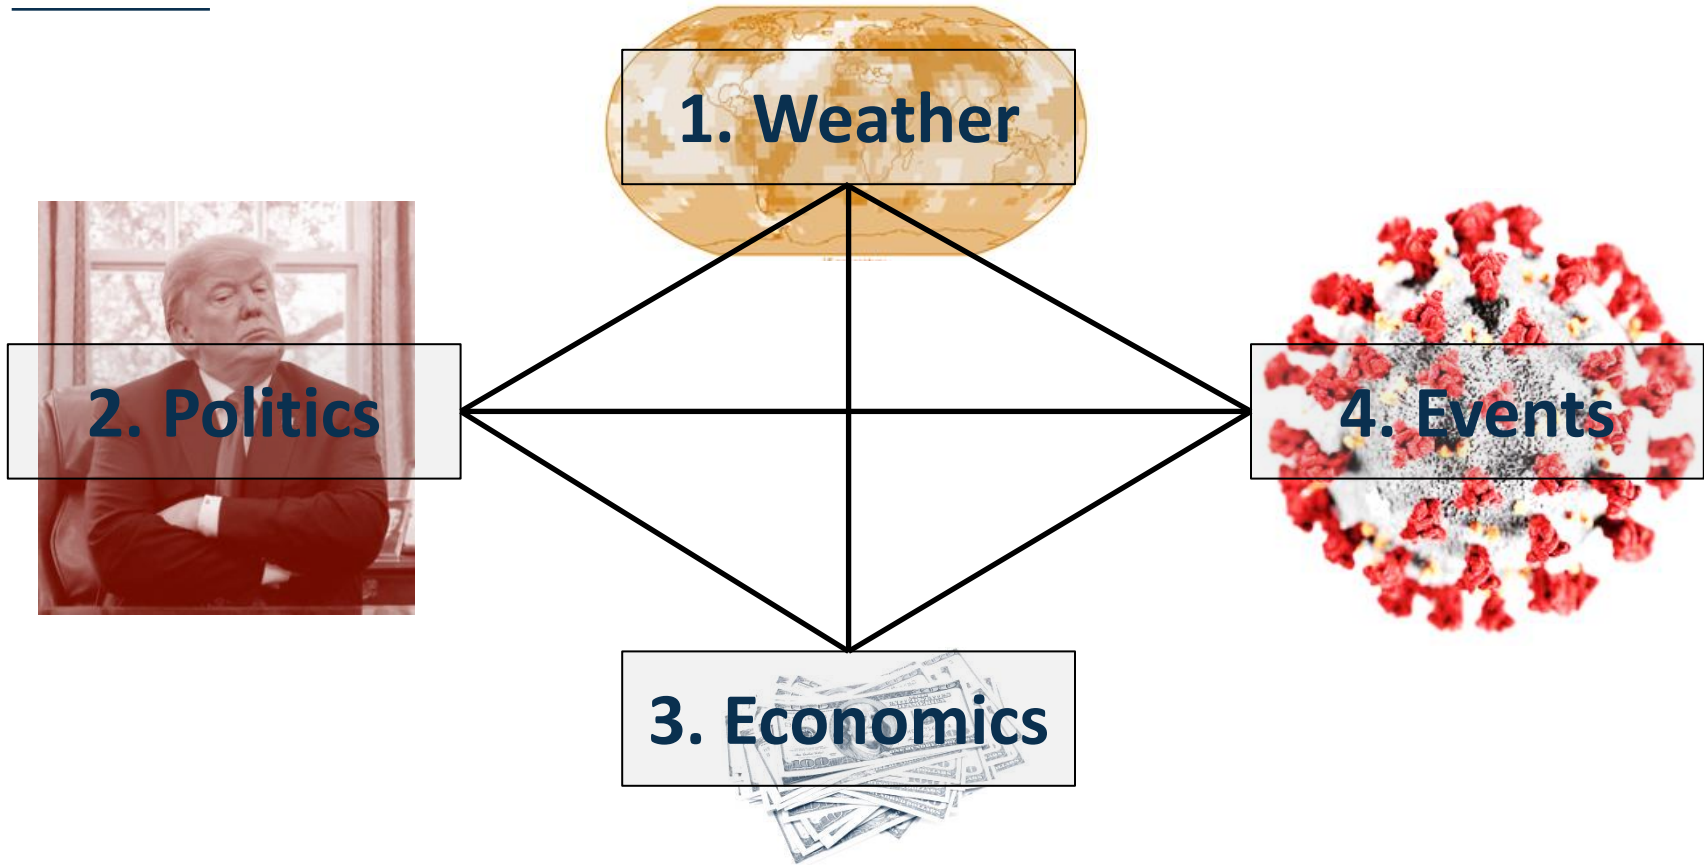 1. Weather
2. Politics
4. Events
3. Economics